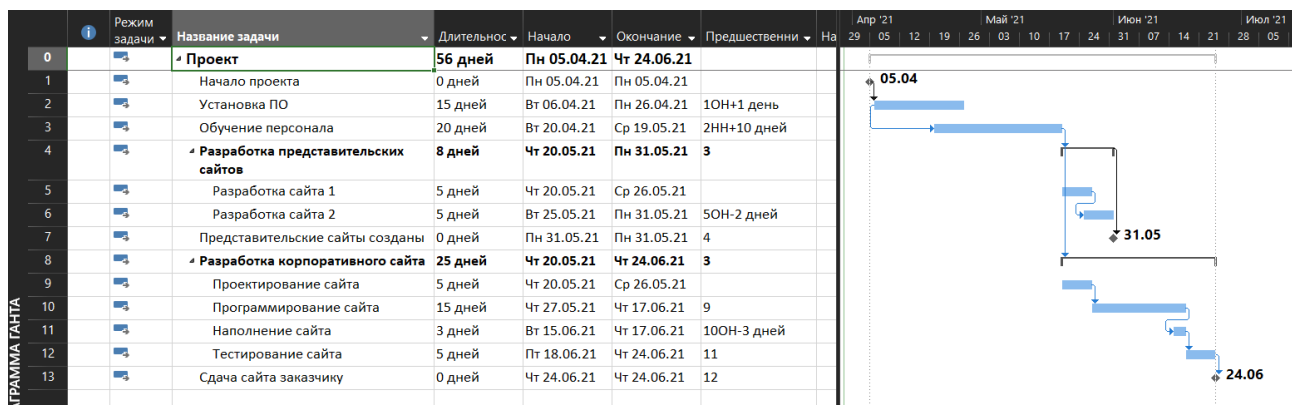 Апр '21 Май '21 Июн '21 Июл '21
Режим задачи Название задачи Длительнос Начало Окончание Предшественни На 29 05 12 19 26 03 10 17 24 31 07 14 21 28 05
0 Проект 56 дней Пн 05.04.21 Чт 24.06.21
1 Начало проекта 0 дней Пн 05.04.21 Пн 05.04.21 05.04
2 Установка ПО 15 дней Вт 06.04.21 Пн 26.04.21 1ОН+1 день
3 Обучение персонала 20 дней Вт 20.04.21 Ср 19.05.21 2НН+10 дней
4 Разработка представительских сайтов 8 дней Чт 20.05.21 Пн 31.05.21 3
5 Разработка сайта 1 5 дней Чт 20.05.21 Ср 26.05.21
6 Разработка сайта 2 5 дней Вт 25.05.21 Пн 31.05.21 5ОН-2 дней
7 Представительские сайты созданы 0 дней Пн 31.05.21 Пн 31.05.21 4 31.05
8 Разработка корпоративного сайта 25 дней Чт 20.05.21 Чт 24.06.21 3
9 Проектирование сайта 5 дней Чт 20.05.21 Ср 26.05.21
10 Программирование сайта 15 дней Чт 27.05.21 Чт 17.06.21 9
11 Наполнение сайта 3 дней Вт 15.06.21 Чт 17.06.21 10ОН-3 дней
12 Тестирование сайта 5 дней Пт 18.06.21 Чт 24.06.21 11
13 Сдача сайта заказчику 0 дней Чт 24.06.21 Чт 24.06.21 12 24.06